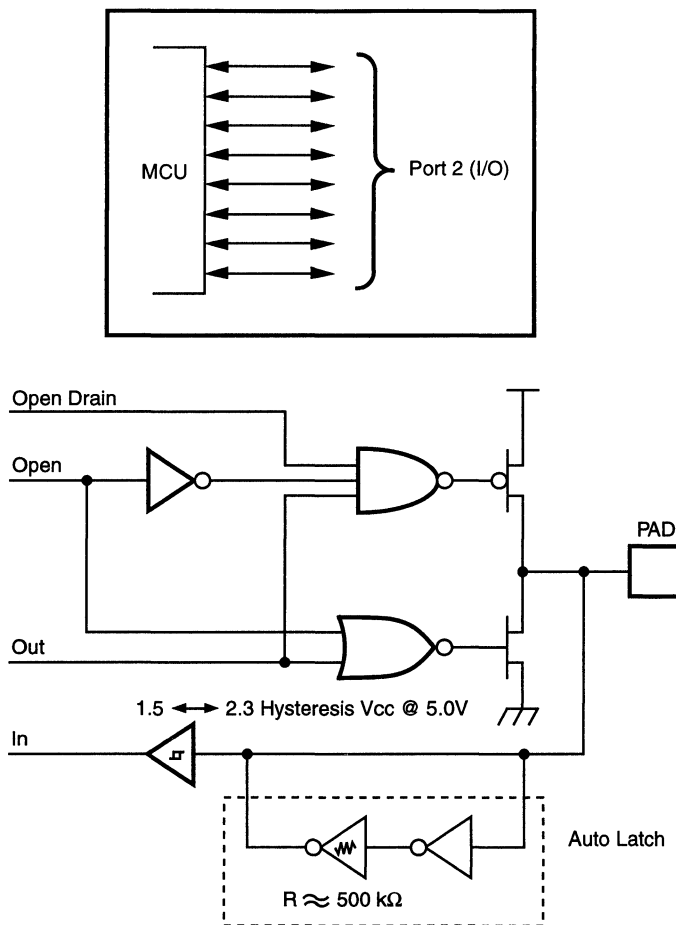 MCU
Port 2 (I/O)
Open Drain
Open
PAD
Out
1.5 ↔ 2.3 Hysteresis Vcc @ 5.0V
In
Auto Latch
R ≈ 500 kΩ